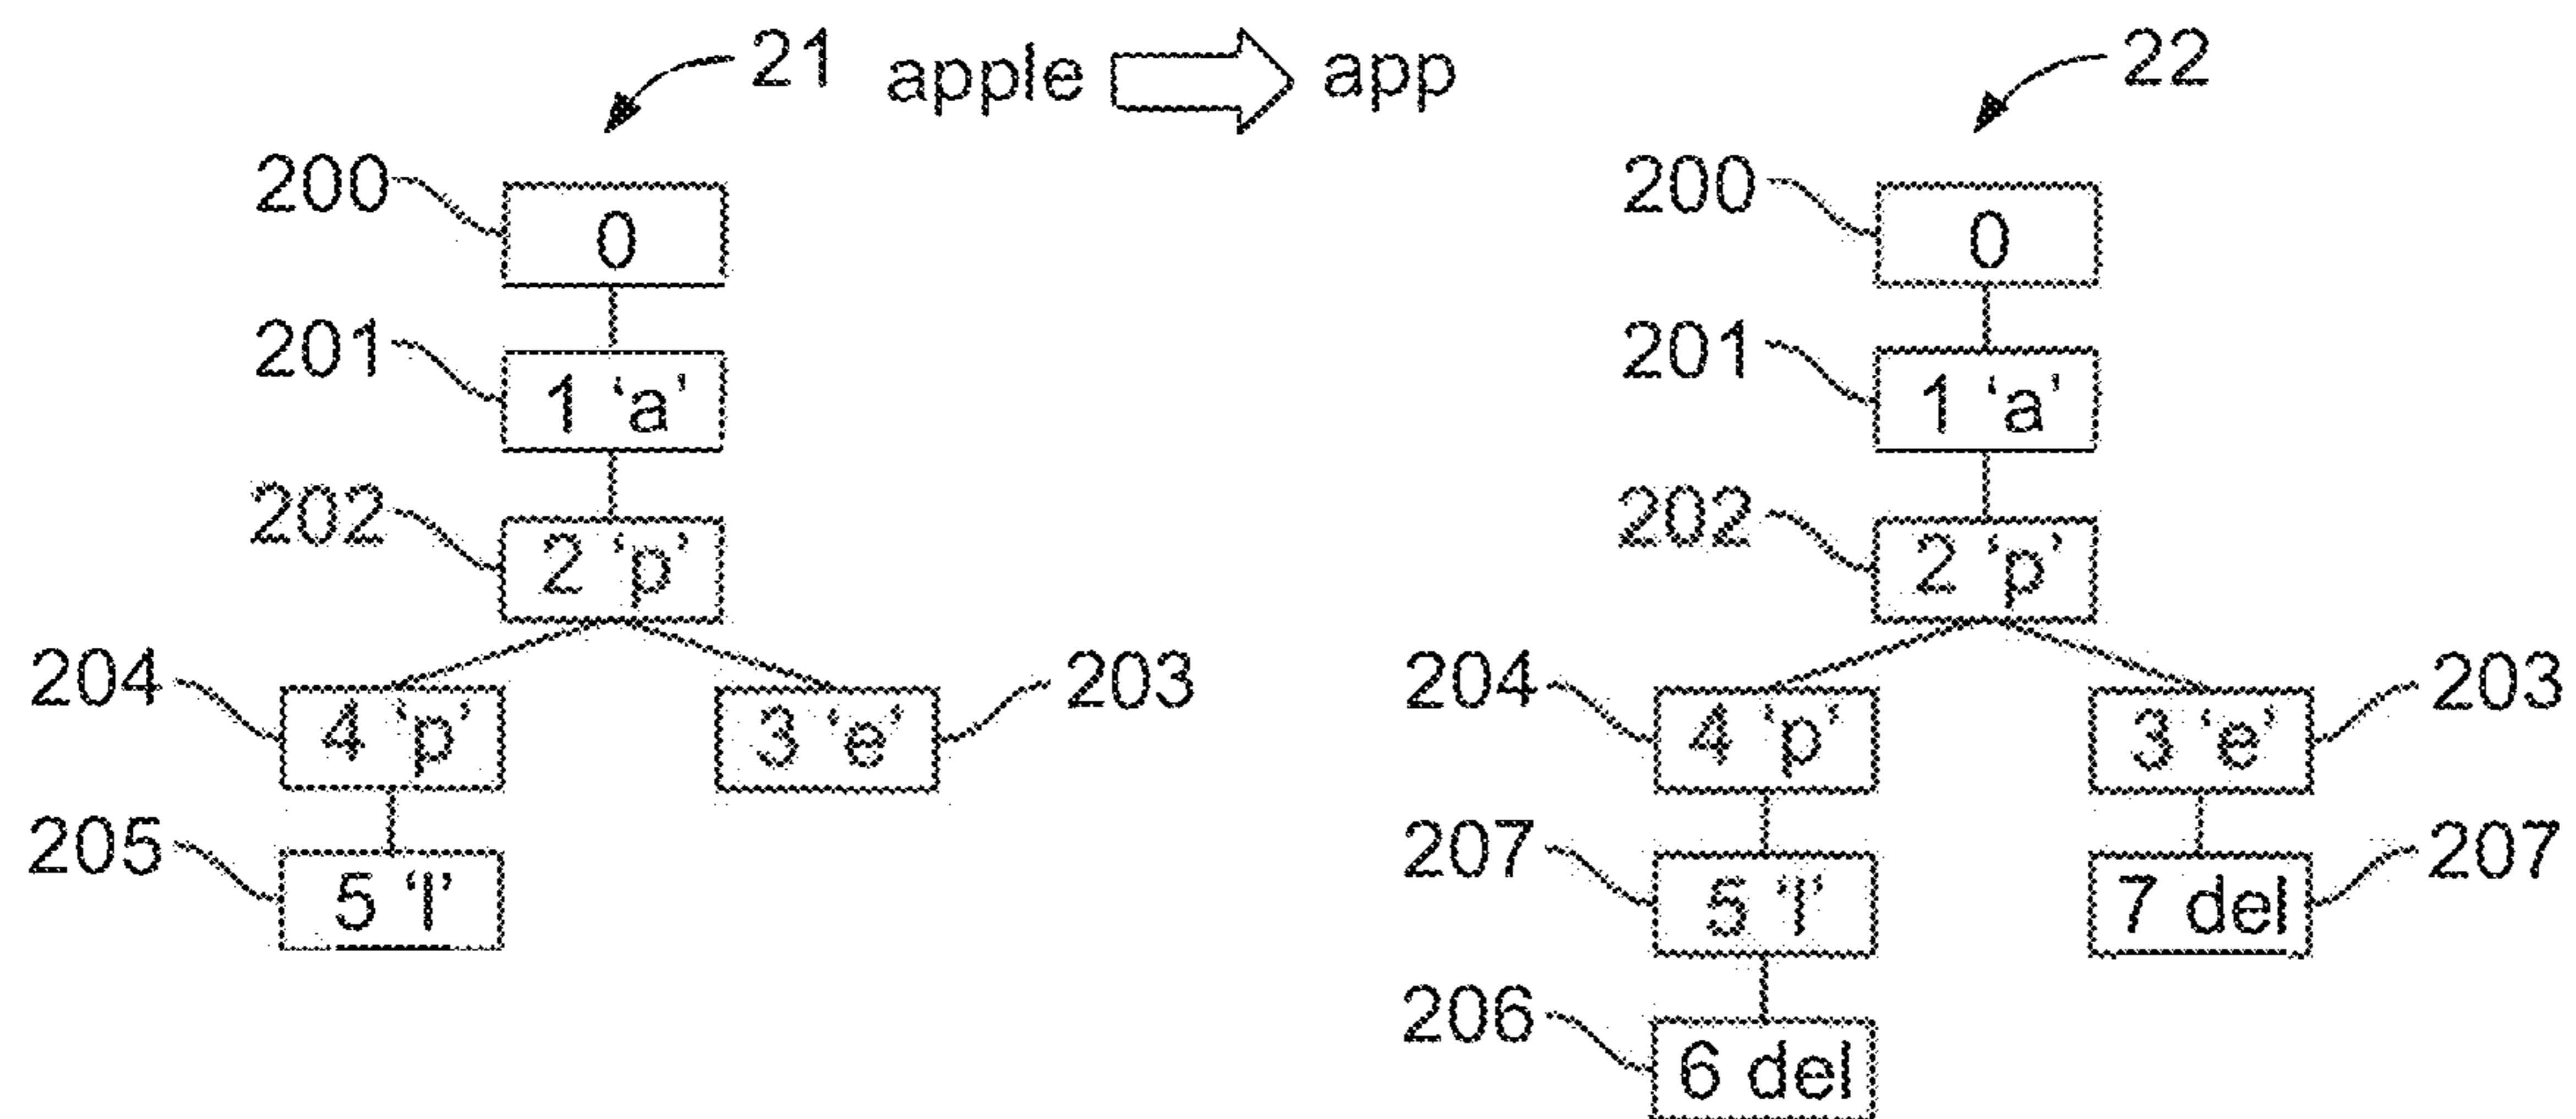 21 apple app 22
200 0 200 0
201 1 ‘a’ 201 1 ‘a’
202 2 ‘p’ 202 2 ‘p’
204 4 ‘p’ 3 ‘e’ 203 204 4 ‘p’ 3 ‘e’ 203
205 5 ‘l’ 207 5 ‘l’ 7 del 207
206 6 del